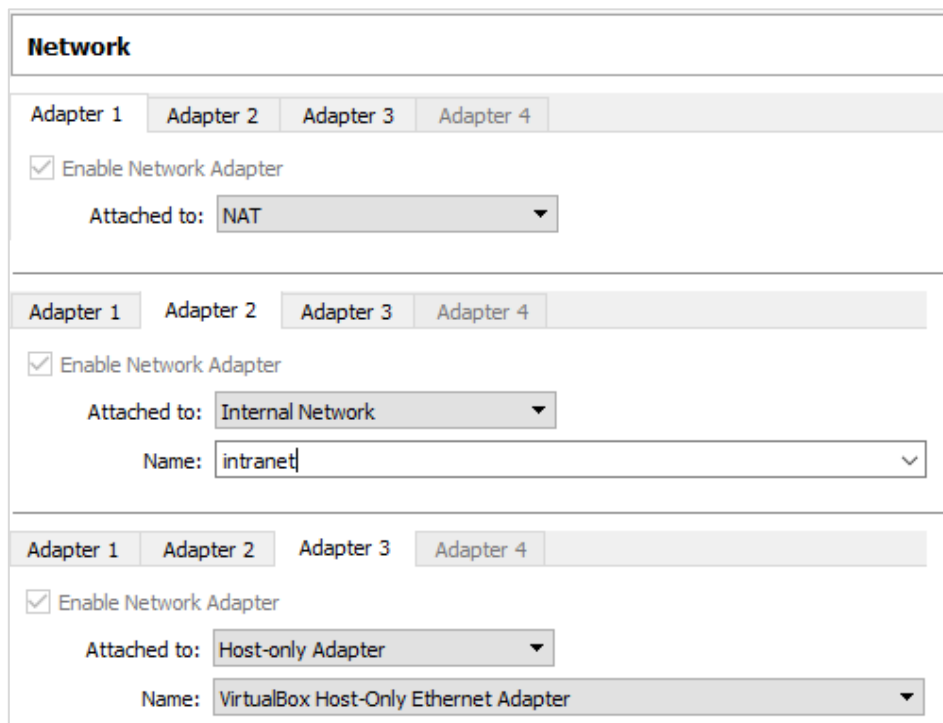 Network
Adapter 1 Adapter 2 Adapter 3 Adapter 4
Enable Network Adapter
Attached to: NAT
Adapter 1 Adapter 2 Adapter 3 Adapter 4
Enable Network Adapter
Attached to: Internal Network
Name: intranet
Adapter 1 Adapter 2 Adapter 3 Adapter 4
Enable Network Adapter
Attached to: Host-only Adapter
Name: VirtualBox Host-Only Ethernet Adapter